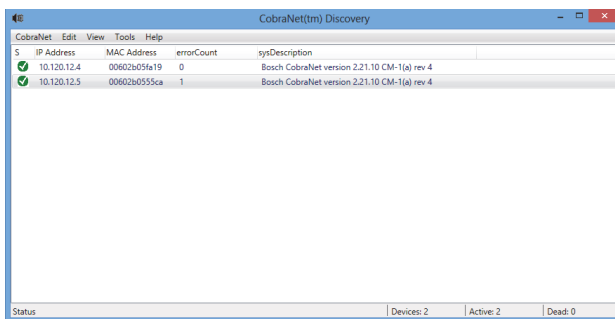 CobraNet(tm) Discovery
CobraNet Edit View Tools Help
S IP Address MAC Address errorCount sysDescription
10.120.12.4 00602b05fa19 0 Bosch CobraNet version 2.21.10 CM-1(a) rev 4
10.120.12.5 00602b0555ca 1 Bosch CobraNet version 2.21.10 CM-1(a) rev 4
Status Devices: 2 Active: 2 Dead: 0